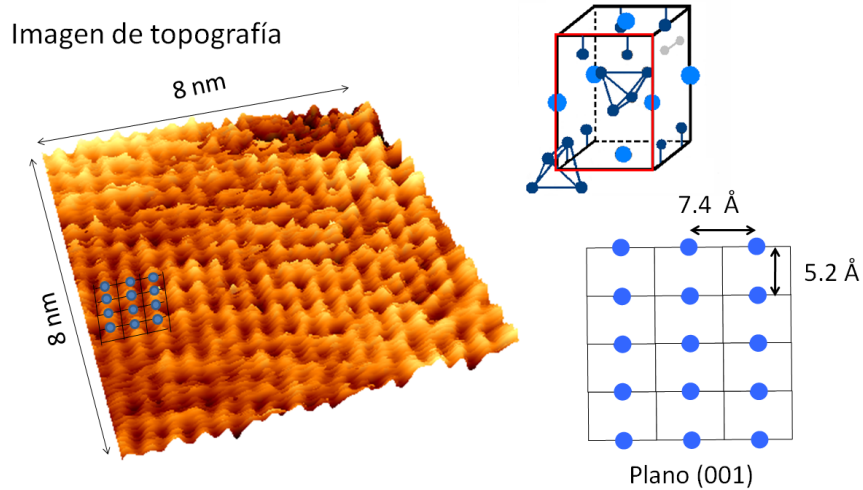 Imagen de topografía
8 nm
8 nm
7.4 Å
5.2 Å
Plano (001)